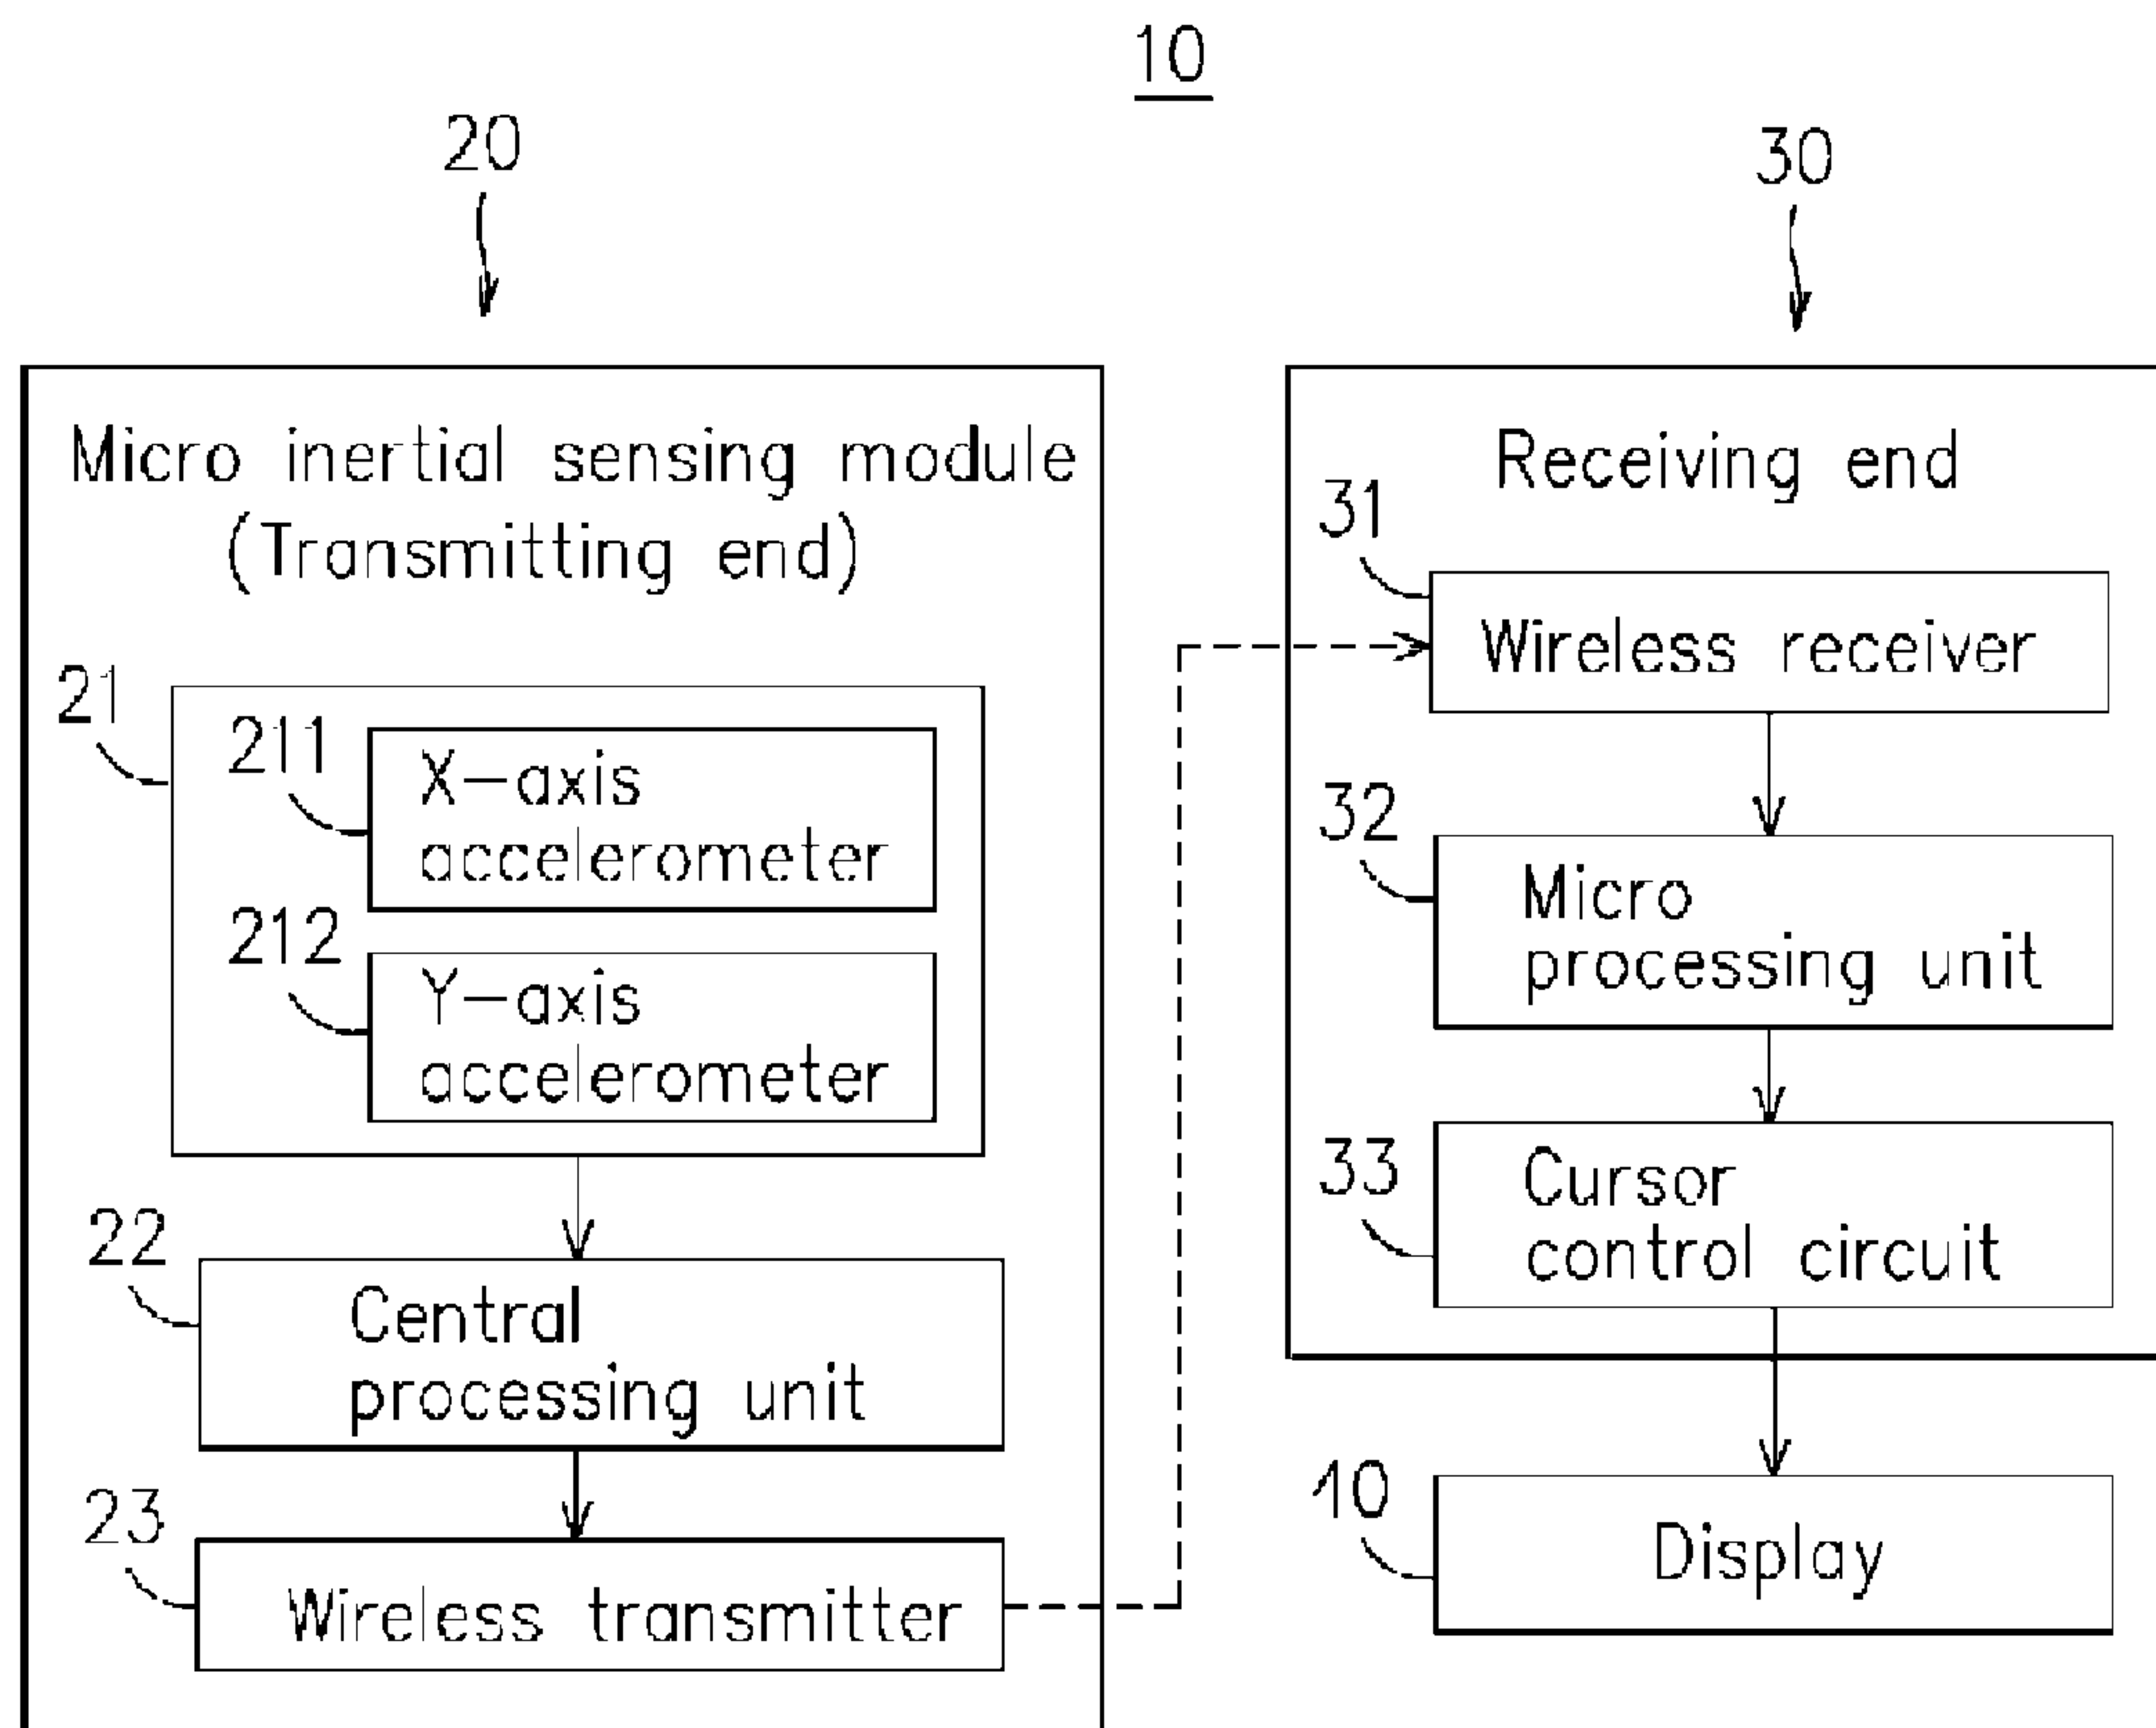 10
20
30
Micro inertial sensing module
(Transmitting end)
21
211
X-axis
accelerometer
212
Y-axis
accelerometer
22
Central
processing unit
23
Wireless transmitter
Receiving end
31
Wireless receiver
32
Micro
processing unit
33
Cursor
control circuit
10
Display